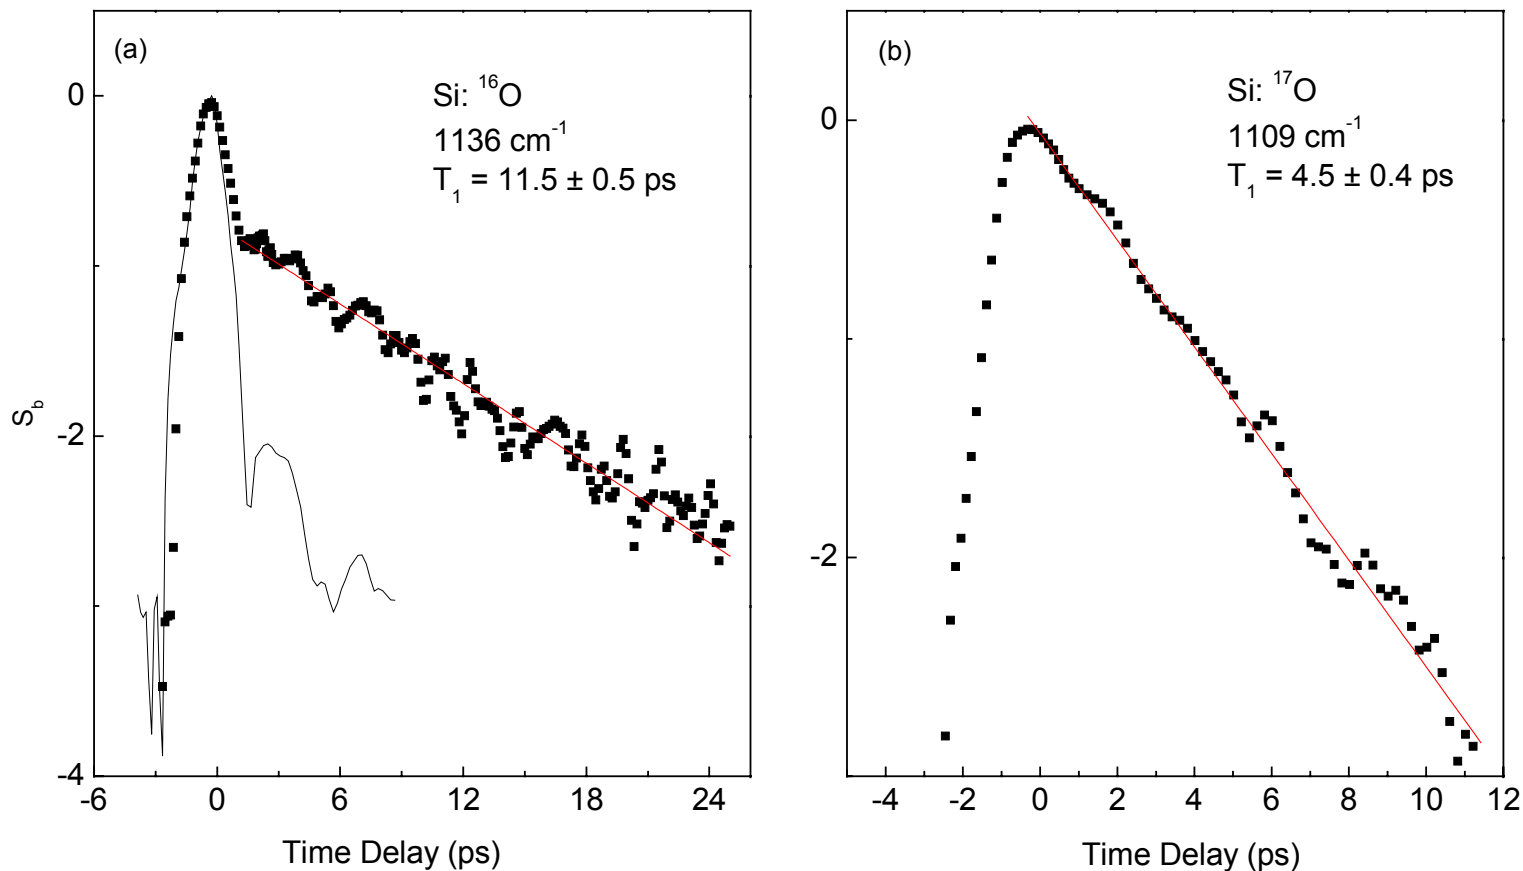 (a)
Si: ¹⁶O
1136 cm⁻¹
T₁ = 11.5 ± 0.5 ps
0
-2
-4
S_b
-6 0 6 12 18 24
Time Delay (ps)
(b)
Si: ¹⁷O
1109 cm⁻¹
T₁ = 4.5 ± 0.4 ps
0
-2
-4 -2 0 2 4 6 8 10 12
Time Delay (ps)